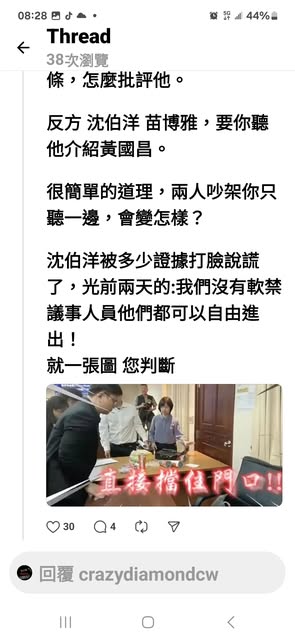 08:28
5G
44%
Thread
38次瀏覽
條，怎麼批評他。
反方 沈伯洋 苗博雅，要你聽
他介紹黃國昌。
很簡單的道理，兩人吵架你只
聽一邊，會變怎樣？
沈伯洋被多少證據打臉說謊
了，光前兩天的:我們沒有軟禁
議事人員他們都可以自由進
出！
就一張圖 您判斷
直接擋住門口!!
30
4
回覆 crazydiamondcw